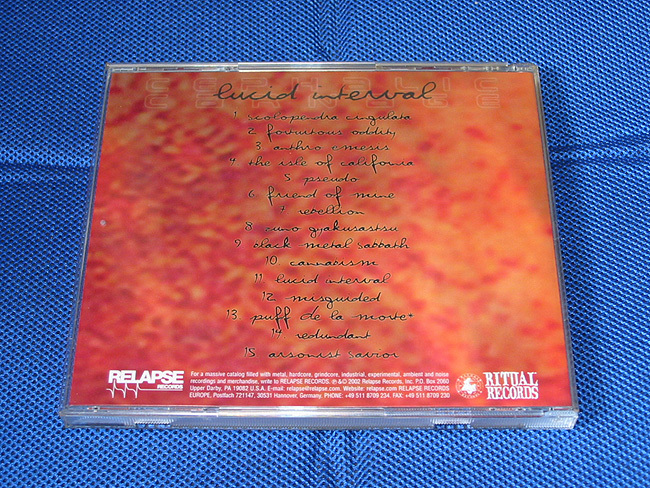 lucid interval
1 scolopendra cingulata
2. fortuitous oddity
3. anthro emesis
4 the isle of california
5 pseudo
6 friend of mine
7 rebellion
8 zuno gyakusatsu
9 black metal sabbath
10 cannabism
11 lucid interval
12. misguided
13 puff de la morte*
14 redundant
15 arsonist savior
RELAPSE
RECORDS
For a massive catalog filled with metal, hardcore, grindcore, industrial, experimental, ambient and noise
recordings and merchandise, write to RELAPSE RECORDS. ℗ &© 2002 Relapse Records, Inc. P.O. Box 2060
Upper Darby, PA 19082 U.S.A. E-mail: relapse@relapse.com. Website: relapse.com RELAPSE RECORDS
EUROPE, Postfach 721147, 30531 Hannover, Germany. PHONE: +49 511 8709 234. FAX: +49 511 8709 230
RITUAL
RECORDS